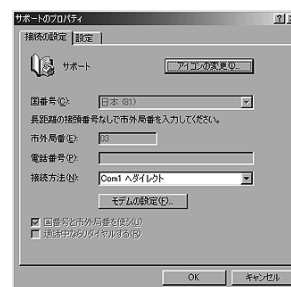 サポートのプロパティ
接続の設定 設定
サポート
アイコンの変更(I)...
国番号(C):
日本 (81)
長距離の接頭番号なしで市外局番を入力してください。
市外局番(E):
03
電話番号(P):
接続方法(N):
Com1 へダイレクト
モデムの設定(F)...
国番号と市外局番を使う(U)
話中ならリダイヤルする(R)
OK
キャンセル